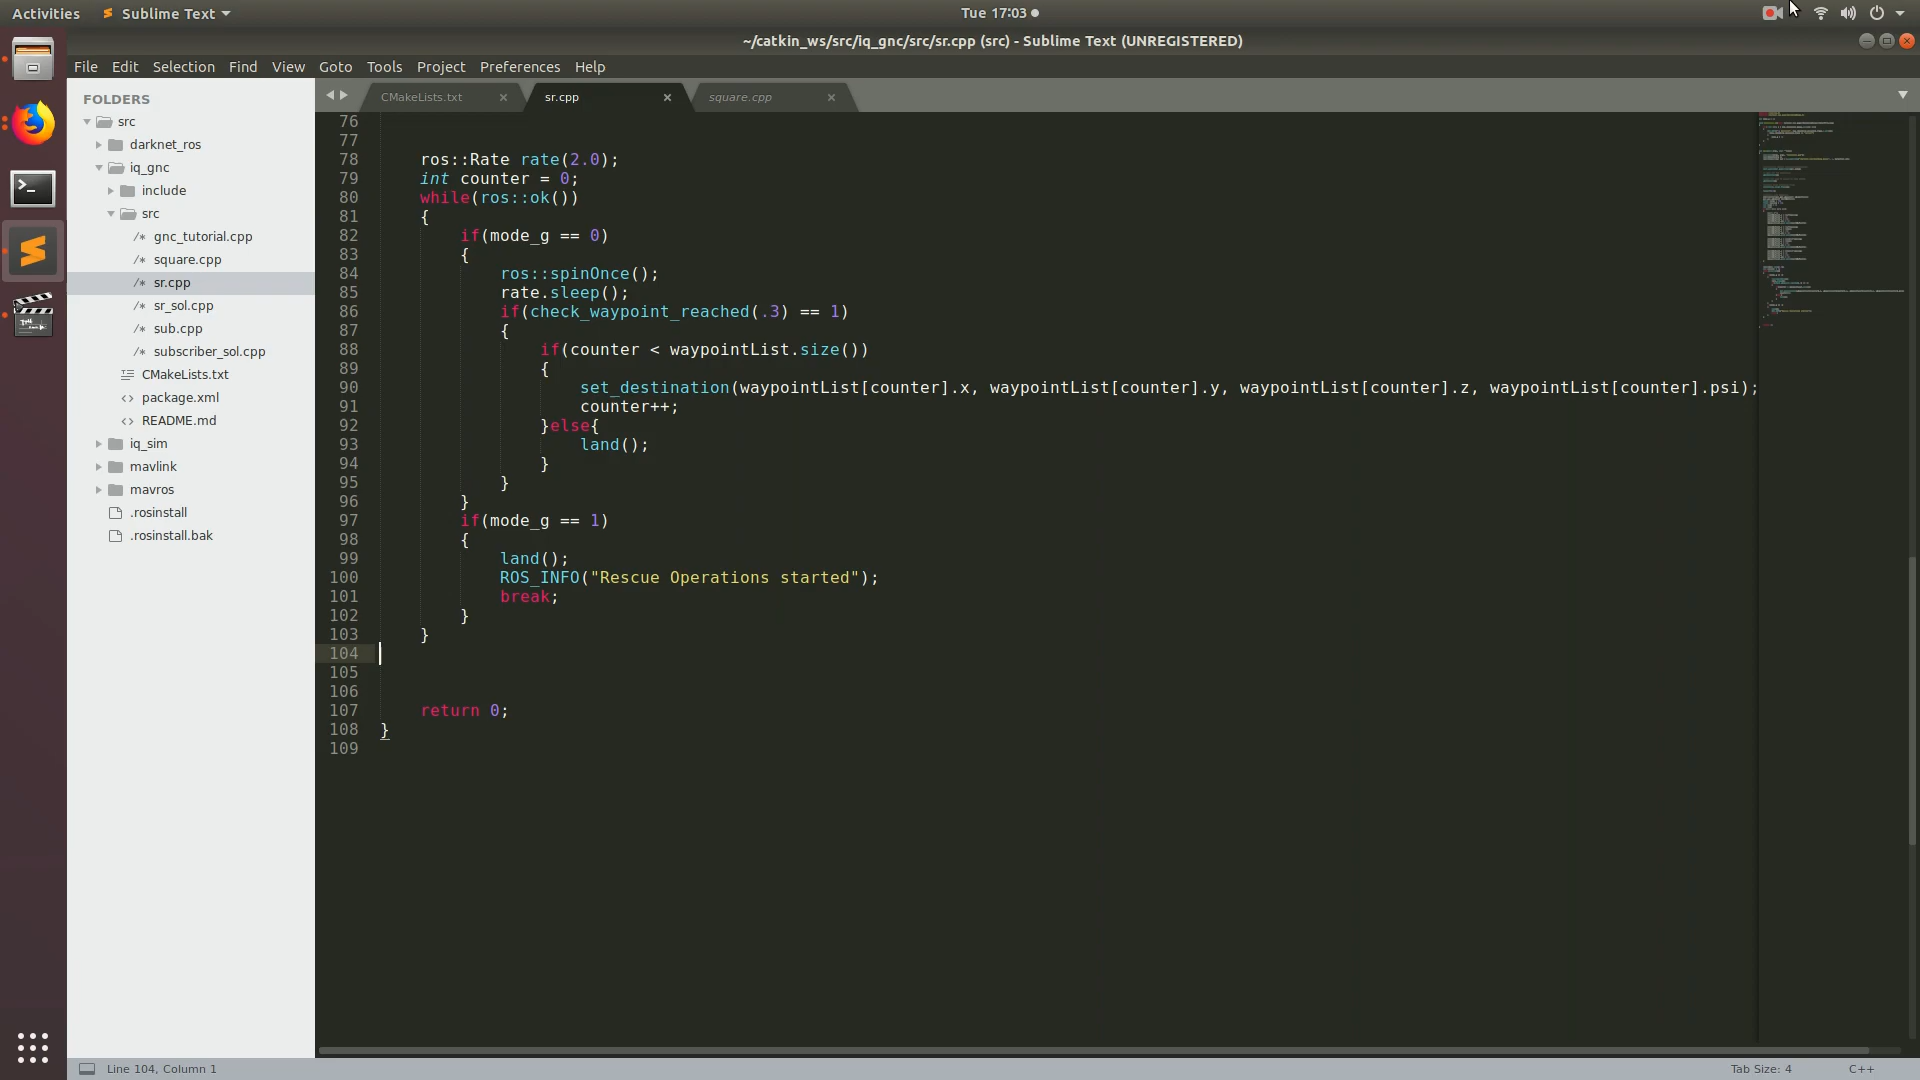 Activities
Sublime Text
Tue 17:03
~/catkin_ws/src/iq_gnc/src/sr.cpp (src) - Sublime Text (UNREGISTERED)
File Edit Selection Find View Goto Tools Project Preferences Help
FOLDERS
src
darknet_ros
iq_gnc
include
src
gnc_tutorial.cpp
square.cpp
sr.cpp
sr_sol.cpp
sub.cpp
subscriber_sol.cpp
CMakeLists.txt
package.xml
README.md
iq_sim
mavlink
mavros
.rosinstall
.rosinstall.bak
CMakeLists.txt
sr.cpp
square.cpp
76
77
78 ros::Rate rate(2.0);
79 int counter = 0;
80 while(ros::ok())
81 {
82 if(mode_g == 0)
83 {
84 ros::spinOnce();
85 rate.sleep();
86 if(check_waypoint_reached(.3) == 1)
87 {
88 if(counter < waypointList.size())
89 {
90 set_destination(waypointList[counter].x, waypointList[counter].y, waypointList[counter].z, waypointList[counter].psi);
91 counter++;
92 }else{
93 land();
94 }
95 }
96 }
97 if(mode_g == 1)
98 {
99 land();
100 ROS_INFO("Rescue Operations started");
101 break;
102 }
103 }
104
105
106
107 return 0;
108 }
109
Line 104, Column 1
Tab Size: 4
C++